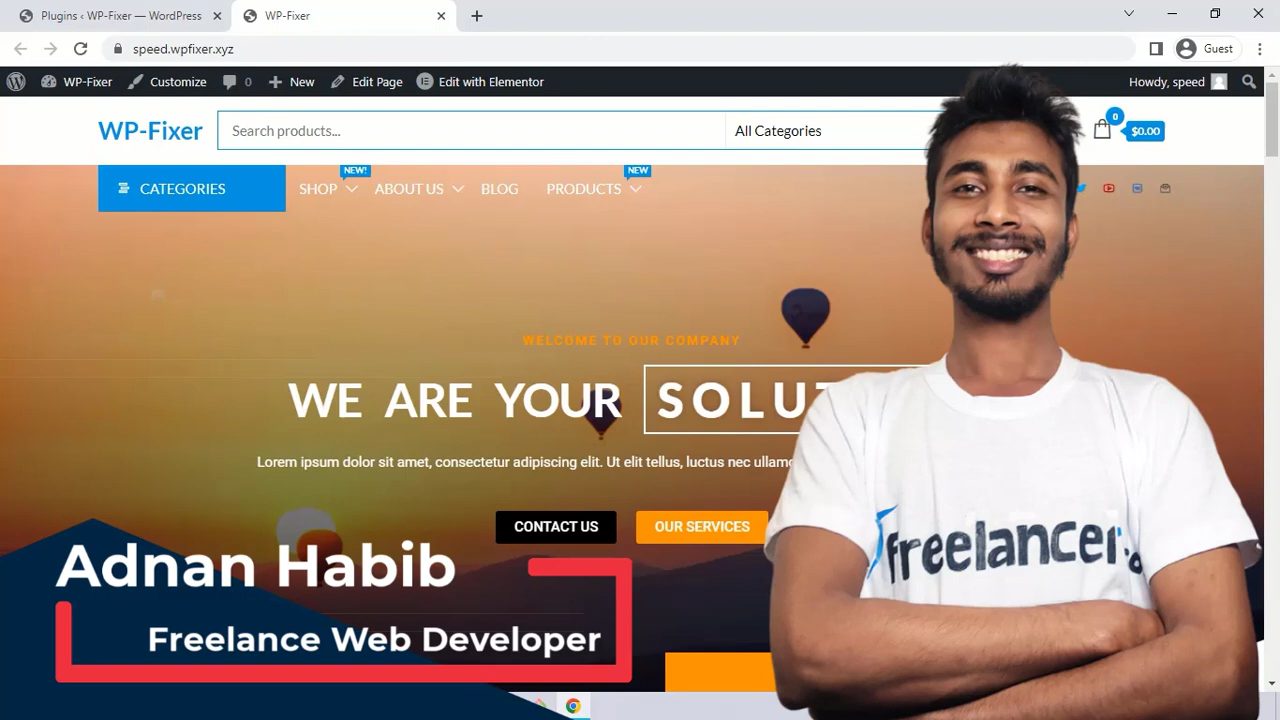 Plugins ‹ WP-Fixer — WordPress
WP-Fixer
speed.wpfixer.xyz
Guest
WP-Fixer
Customize
0
New
Edit Page
Edit with Elementor
Howdy, speed
WP-Fixer
Search products...
All Categories
0
$0.00
CATEGORIES
SHOP
NEW!
ABOUT US
BLOG
PRODUCTS
NEW
WELCOME TO OUR COMPANY
WE ARE YOUR SOLUT
Lorem ipsum dolor sit amet, consectetur adipiscing elit. Ut elit tellus, luctus nec ullamc
CONTACT US
OUR SERVICES
freelancer
Adnan Habib
Freelance Web Developer